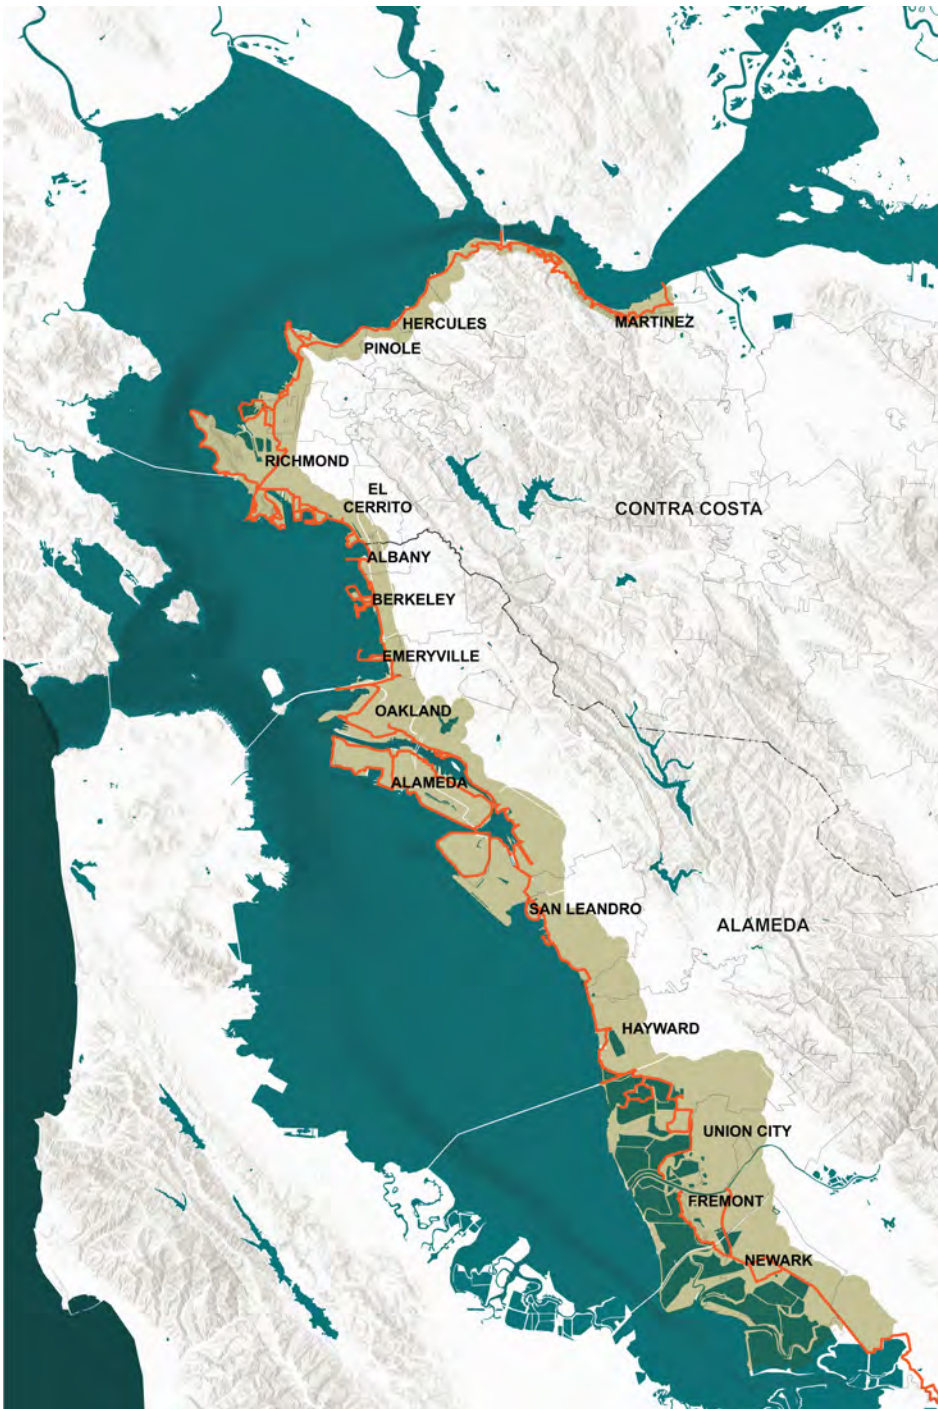 HERCULES
MARTINEZ
PINOLE
RICHMOND
EL
CERRITO
CONTRA COSTA
ALBANY
BERKELEY
EMERYVILLE
OAKLAND
ALAMEDA
SAN LEANDRO
ALAMEDA
HAYWARD
UNION CITY
FREMONT
NEWARK